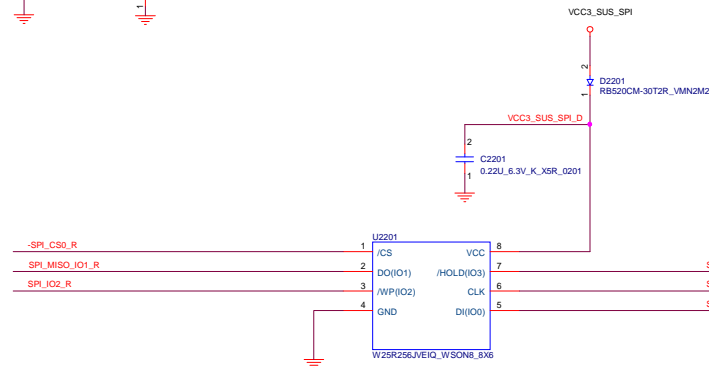 1
VCC3_SUS_SPI
2
D2201
RB520CM-30T2R_VMN2M2
1
VCC3_SUS_SPI_D
2
C2201
0.22U_6.3V_K_X5R_0201
1
U2201
-SPI_CS0_R 1 /CS VCC 8
SPI_MISO_IO1_R 2 DO(IO1) /HOLD(IO3) 7
SPI_IO2_R 3 /WP(IO2) CLK 6
4 GND DI(IO0) 5
W25R256JVEIQ_WSON8_8X6